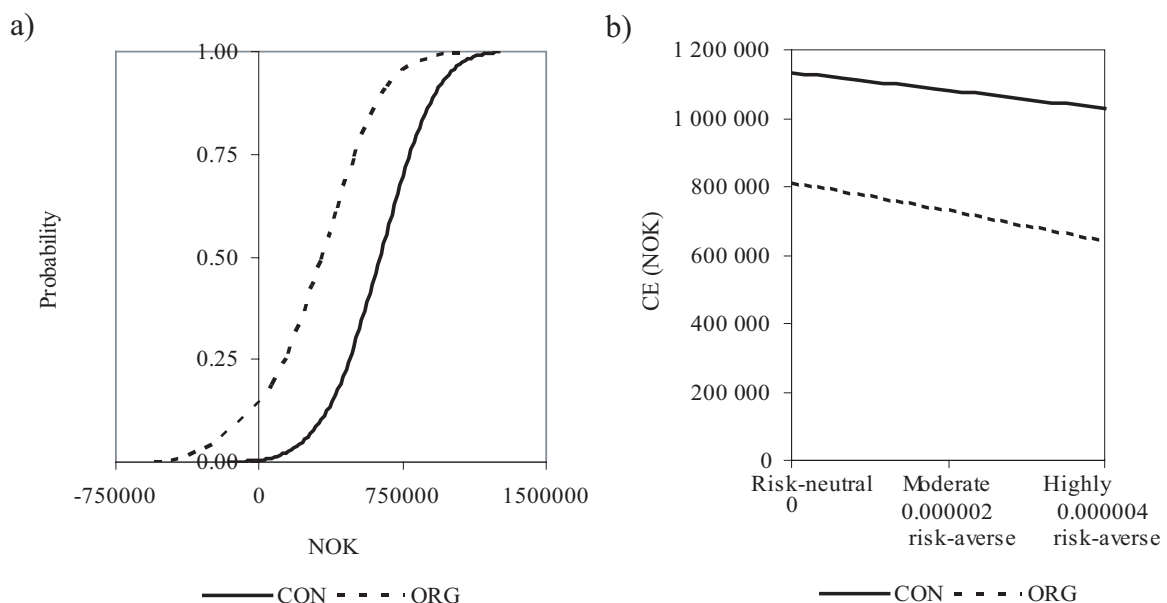 a)
1.00
0.75
0.50
0.25
0.00
Probability
-750000 0 750000 1500000
NOK
CON ORG
b)
1 200 000
1 000 000
800 000
600 000
400 000
200 000
0
CE (NOK)
Risk-neutral Moderate Highly
0 0.000002 0.000004
risk-averse risk-averse
CON ORG